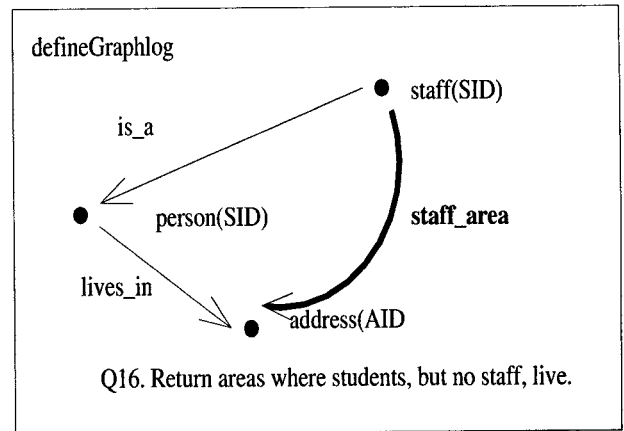 defineGraphlog
staff(SID)
is_a
person(SID)
staff_area
lives_in
address(AID
Q16. Return areas where students, but no staff, live.